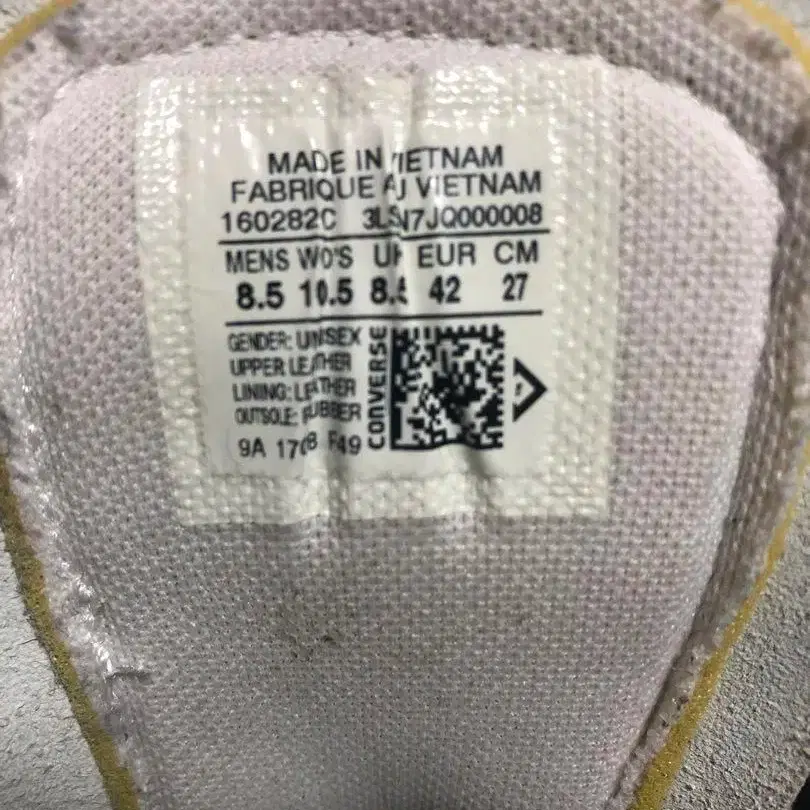 MADE IN VIETNAM
FABRIQUE AU VIETNAM
160282C 3LSN7JQ000008
MENS WO'S UK EUR CM
8.5 10.5 8.5 42 27
GENDER: UNISEX
UPPER: LEATHER
LINING: LEATHER
OUTSOLE: RUBBER
9A F49
CONVERSE